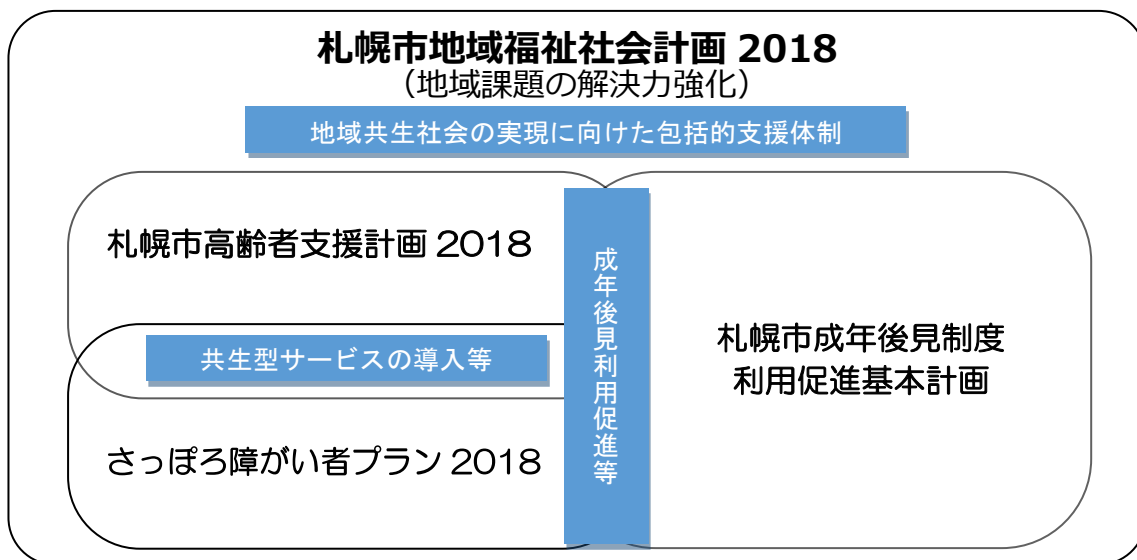 札幌市地域福祉社会計画 2018
（地域課題の解決力強化）
地域共生社会の実現に向けた包括的支援体制
札幌市高齢者支援計画 2018
共生型サービスの導入等
さっぽろ障がい者プラン 2018
成年後見利用促進等
札幌市成年後見制度
利用促進基本計画